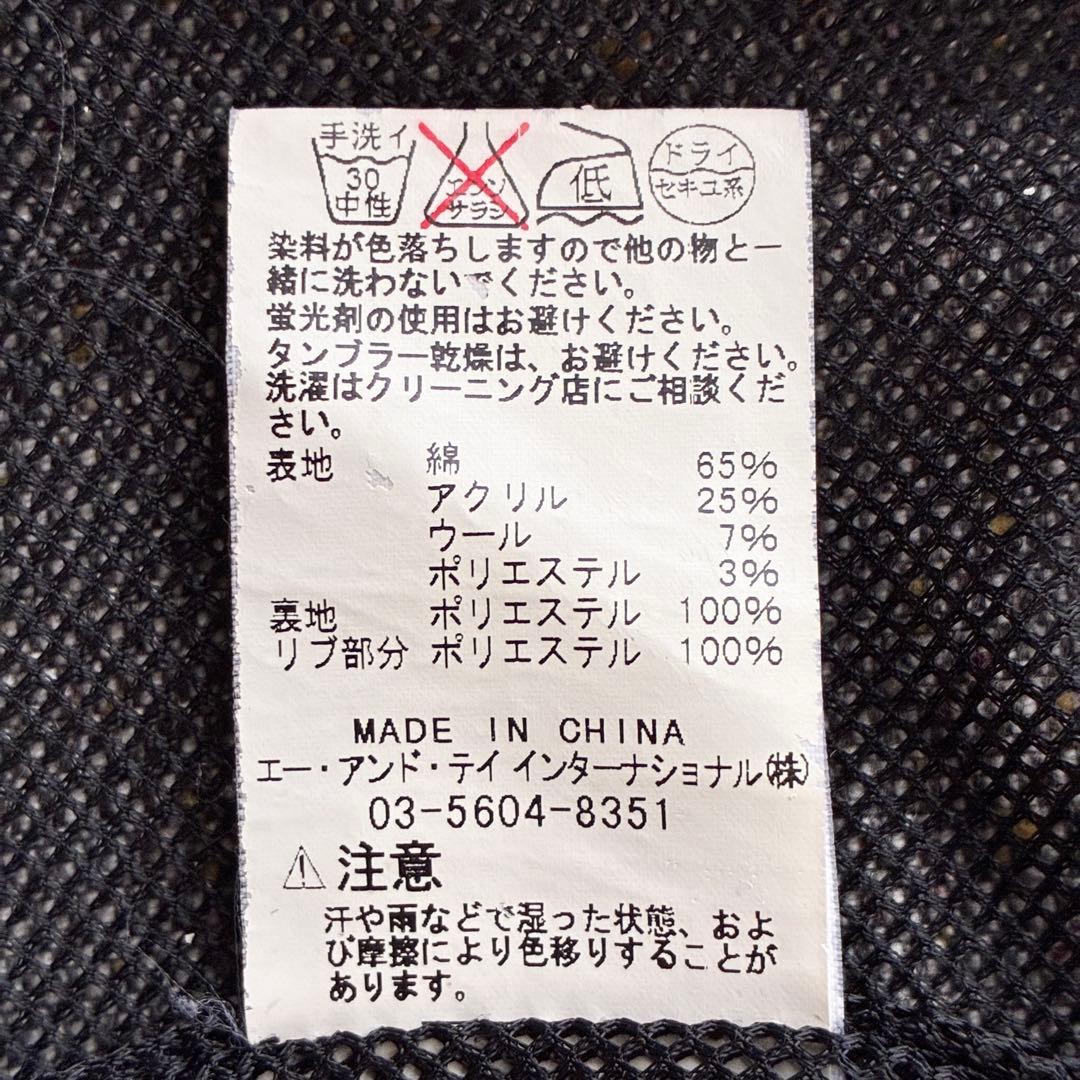 手洗イ
30
中性
エンソ
サラシ
低
ドライ
セキユ系
染料が色落ちしますので他の物と一
緒に洗わないでください。
蛍光剤の使用はお避けください。
タンブラー乾燥は、お避けください。
洗濯はクリーニング店にご相談くだ
さい。
表地 綿 65%
アクリル 25%
ウール 7%
ポリエステル 3%
裏地 ポリエステル 100%
リブ部分 ポリエステル 100%
MADE IN CHINA
エー・アンド・テイ インターナショナル(株)
03-5604-8351
⚠注意
汗や雨などで湿った状態、およ
び摩擦により色移りすることが
あります。